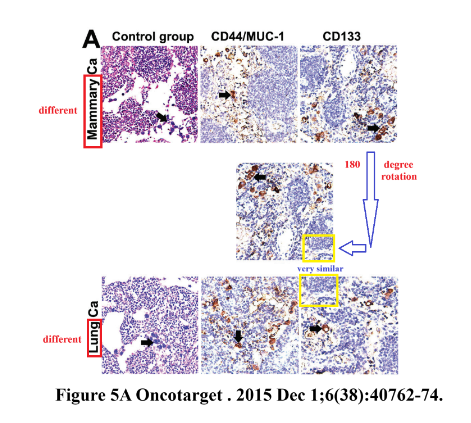 A
Control group CD44/MUC-1 CD133
Mammary Ca
different
180 degree
rotation
very similar
Lung Ca
different
Figure 5A Oncotarget . 2015 Dec 1;6(38):40762-74.